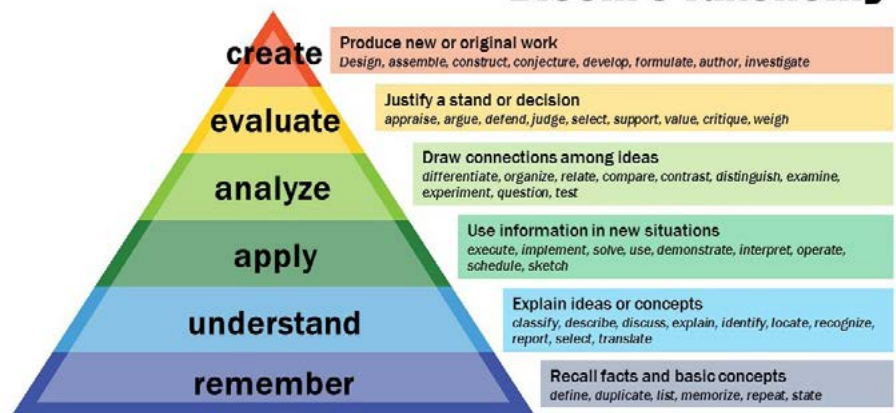 create
Produce new or original work
Design, assemble, construct, conjecture, develop, formulate, author, investigate
evaluate
Justify a stand or decision
appraise, argue, defend, judge, select, support, value, critique, weigh
analyze
Draw connections among ideas
differentiate, organize, relate, compare, contrast, distinguish, examine,
experiment, question, test
apply
Use information in new situations
execute, implement, solve, use, demonstrate, interpret, operate,
schedule, sketch
understand
Explain ideas or concepts
classify, describe, discuss, explain, identify, locate, recognize,
report, select, translate
remember
Recall facts and basic concepts
define, duplicate, list, memorize, repeat, state